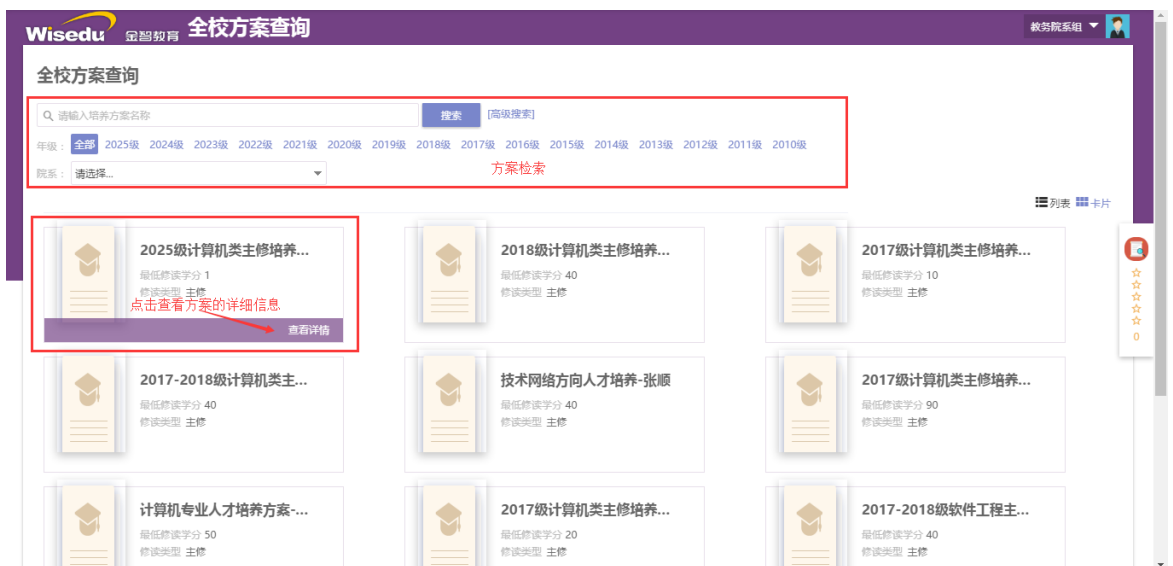 Wisedu 金智教育 全校方案查询 教务院系组
全校方案查询
请输入培养方案名称 搜索 [高级搜索]
年级： 全部 2025级 2024级 2023级 2022级 2021级 2020级 2019级 2018级 2017级 2016级 2015级 2014级 2013级 2012级 2011级 2010级
院系： 请选择... 方案检索
列表 卡片
2025级计算机类主修培养...
最低修读学分 1
修读类型 主修
点击查看方案的详细信息
查看详情
2018级计算机类主修培养...
最低修读学分 40
修读类型 主修
2017级计算机类主修培养...
最低修读学分 10
修读类型 主修
0
2017-2018级计算机类主...
最低修读学分 40
修读类型 主修
技术网络方向人才培养-张顺
最低修读学分 40
修读类型 主修
2017级计算机类主修培养...
最低修读学分 90
修读类型 主修
计算机专业人才培养方案-...
最低修读学分 50
修读类型 主修
2017级计算机类主修培养...
最低修读学分 20
修读类型 主修
2017-2018级软件工程主...
最低修读学分 40
修读类型 主修